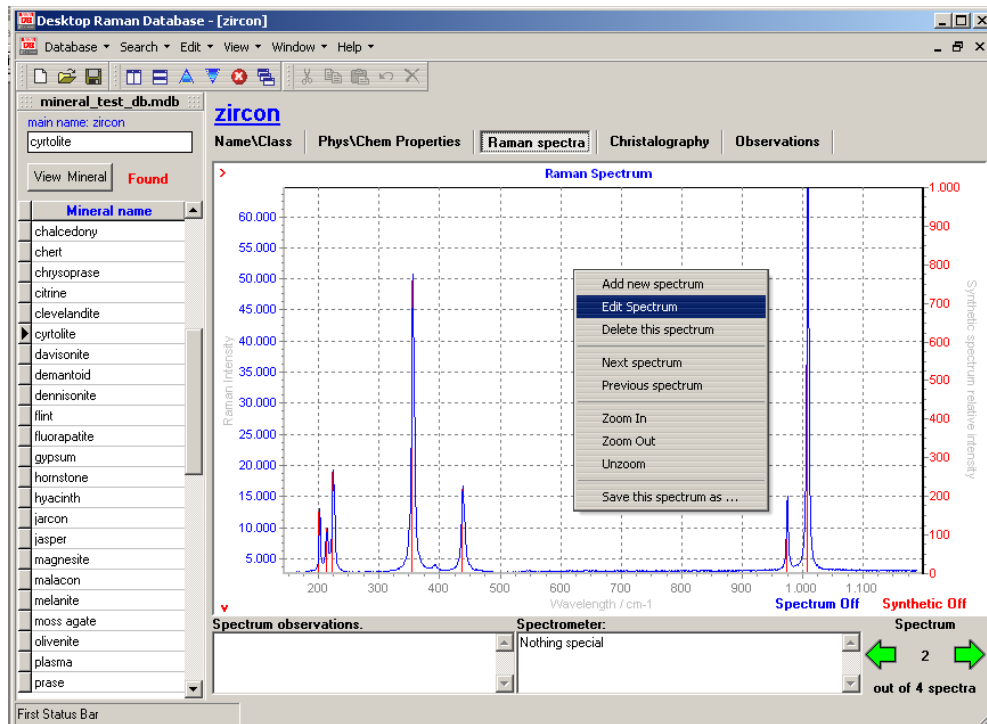 Desktop Raman Database - [zircon]
Database Search Edit View Window Help
mineral_test_db.mdb
main name: zircon
cyrtolite
View Mineral Found
Mineral name
chalcedony
chert
chrysoprase
citrine
clevelandite
cyrtolite
davisonite
demantoid
dennisonite
flint
fluorapatite
gypsum
hornstone
hyacinth
jarcon
jasper
magnesite
malacon
melanite
moss agate
olivenite
plasma
prase
zircon
Name\Class Phys\Chem Properties Raman spectra Christalography Observations
> Raman Spectrum
60.000
55.000
50.000
45.000
40.000
35.000
30.000
25.000
20.000
15.000
10.000
5.000
Raman Intensity
1.000
900
800
700
600
500
400
300
200
100
0
Synthetic spectrum relative intensity
Add new spectrum
Edit Spectrum
Delete this spectrum
Next spectrum
Previous spectrum
Zoom In
Zoom Out
Unzoom
Save this spectrum as ...
200 300 400 500 600 700 800 900 1.000 1.100
v Wavelength / cm-1 Spectrum Off Synthetic Off
Spectrum observations.
Spectrometer:
Nothing special
Spectrum
2
out of 4 spectra
First Status Bar